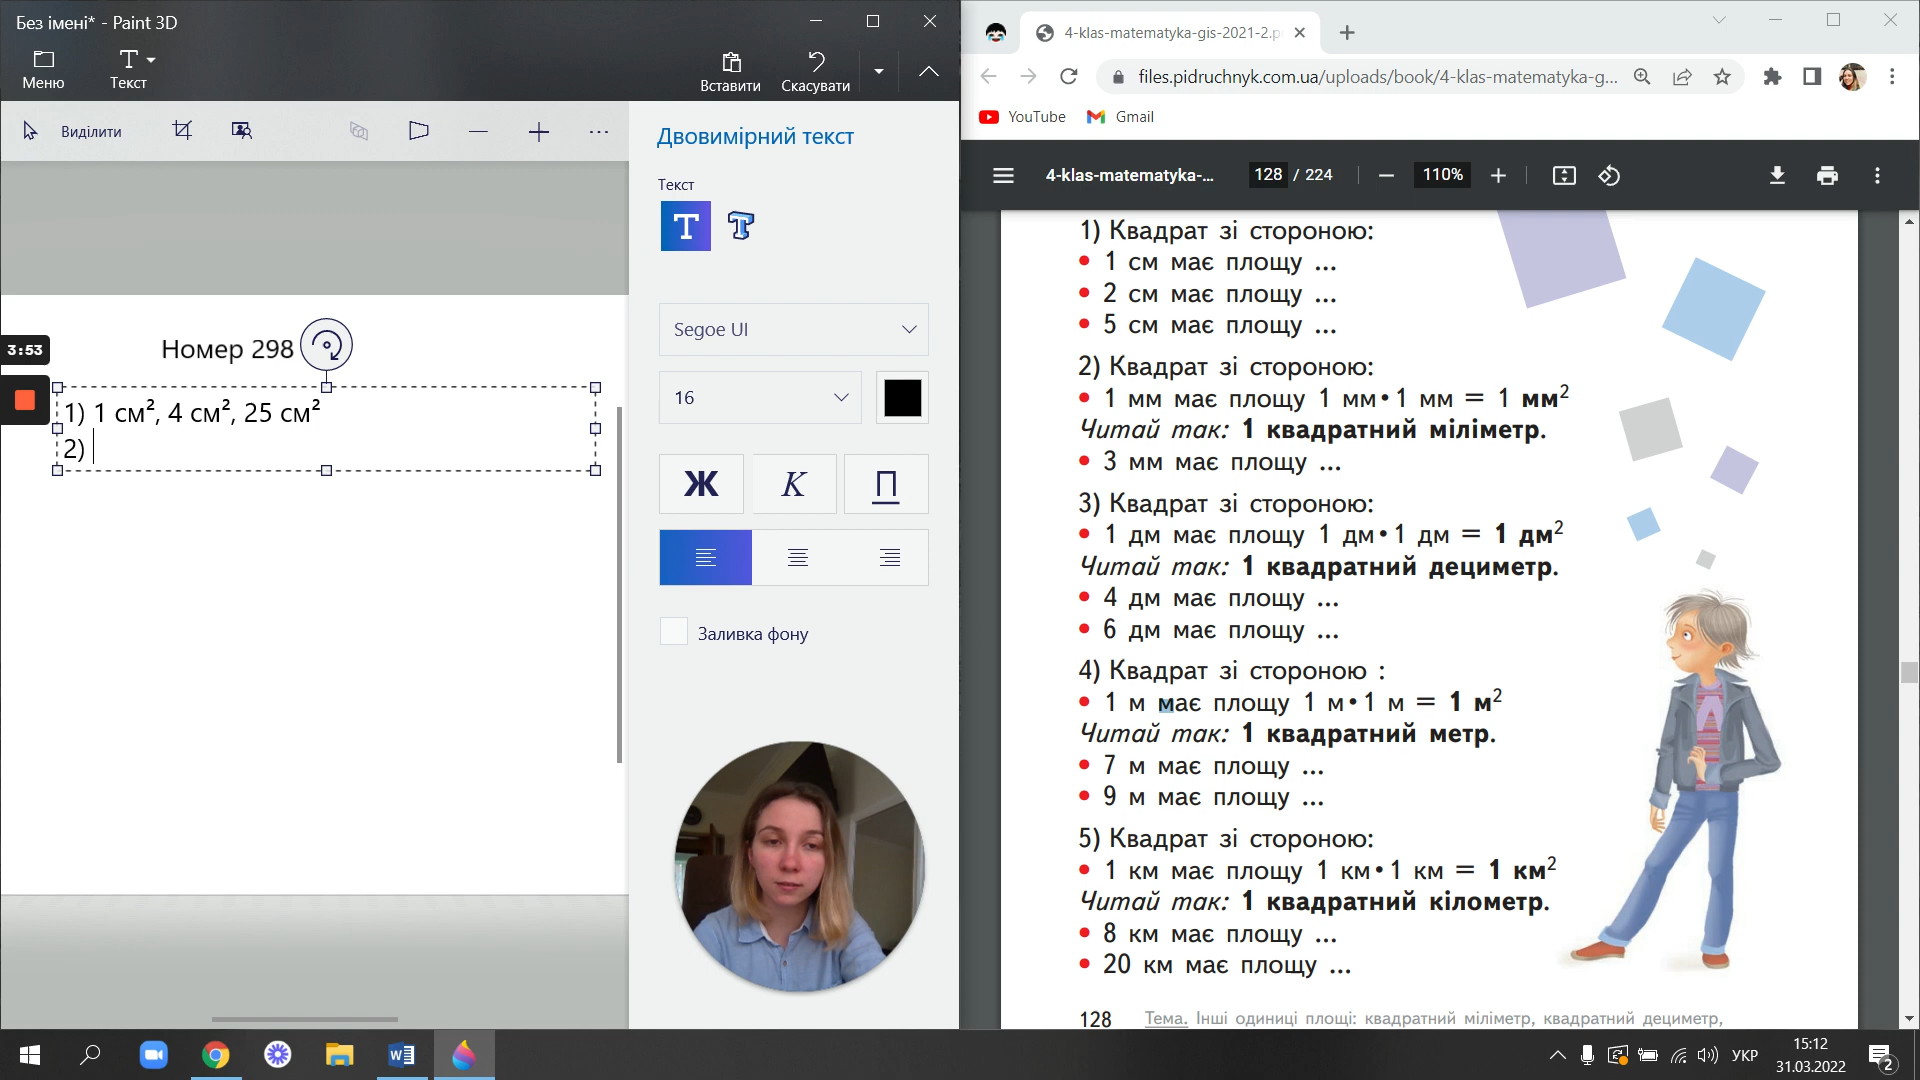 Без імені* - Paint 3D
Меню
Текст
Вставити
Скасувати
Виділити
Двовимірний текст
Текст
Segoe UI
16
Ж
К
П
Заливка фону
3:53
Номер 298
1) 1 см², 4 см², 25 см²
2)
4-klas-matematyka-gis-2021-2.p
files.pidruchnyk.com.ua/uploads/book/4-klas-matematyka-g...
YouTube
Gmail
4-klas-matematyka-...
128 / 224
110%
1) Квадрат зі стороною:
• 1 см має площу ...
• 2 см має площу ...
• 5 см має площу ...
2) Квадрат зі стороною:
• 1 мм має площу 1 мм•1 мм = 1 мм²
Читай так: 1 квадратний міліметр.
• 3 мм має площу ...
3) Квадрат зі стороною:
• 1 дм має площу 1 дм•1 дм = 1 дм²
Читай так: 1 квадратний дециметр.
• 4 дм має площу ...
• 6 дм має площу ...
4) Квадрат зі стороною :
• 1 м має площу 1 м•1 м = 1 м²
Читай так: 1 квадратний метр.
• 7 м має площу ...
• 9 м має площу ...
5) Квадрат зі стороною:
• 1 км має площу 1 км•1 км = 1 км²
Читай так: 1 квадратний кілометр.
• 8 км має площу ...
• 20 км має площу ...
128 Тема. Інші одиниці площі: квадратний міліметр, квадратний дециметр,
УКР
15:12
31.03.2022
2